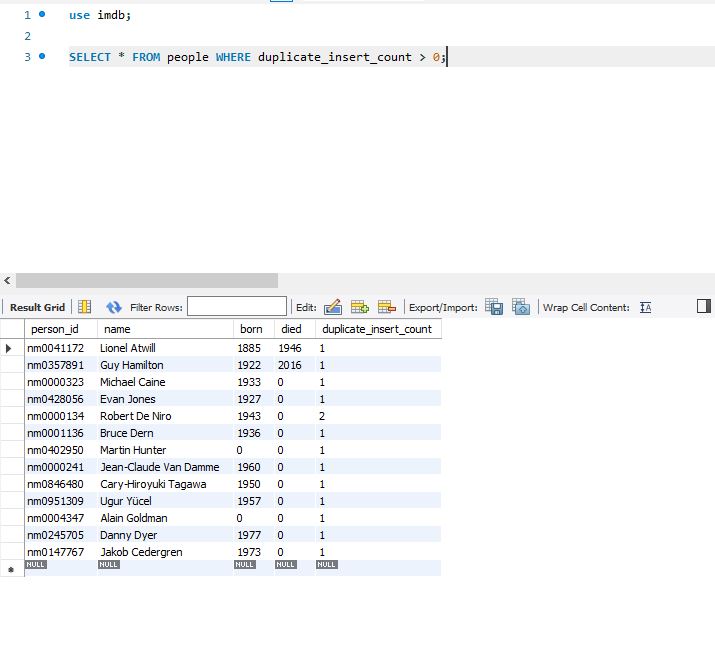 1 use imdb;
2
3 SELECT * FROM people WHERE duplicate_insert_count > 0;
Result Grid Filter Rows: Edit: Export/Import: Wrap Cell Content: IA
person_id name born died duplicate_insert_count
nm0041172 Lionel Atwill 1885 1946 1
nm0357891 Guy Hamilton 1922 2016 1
nm0000323 Michael Caine 1933 0 1
nm0428056 Evan Jones 1927 0 1
nm0000134 Robert De Niro 1943 0 2
nm0001136 Bruce Dern 1936 0 1
nm0402950 Martin Hunter 0 0 1
nm0000241 Jean-Claude Van Damme 1960 0 1
nm0846480 Cary-Hiroyuki Tagawa 1950 0 1
nm0951309 Ugur Yücel 1957 0 1
nm0004347 Alain Goldman 0 0 1
nm0245705 Danny Dyer 1977 0 1
nm0147767 Jakob Cedergren 1973 0 1
NULL NULL NULL NULL NULL